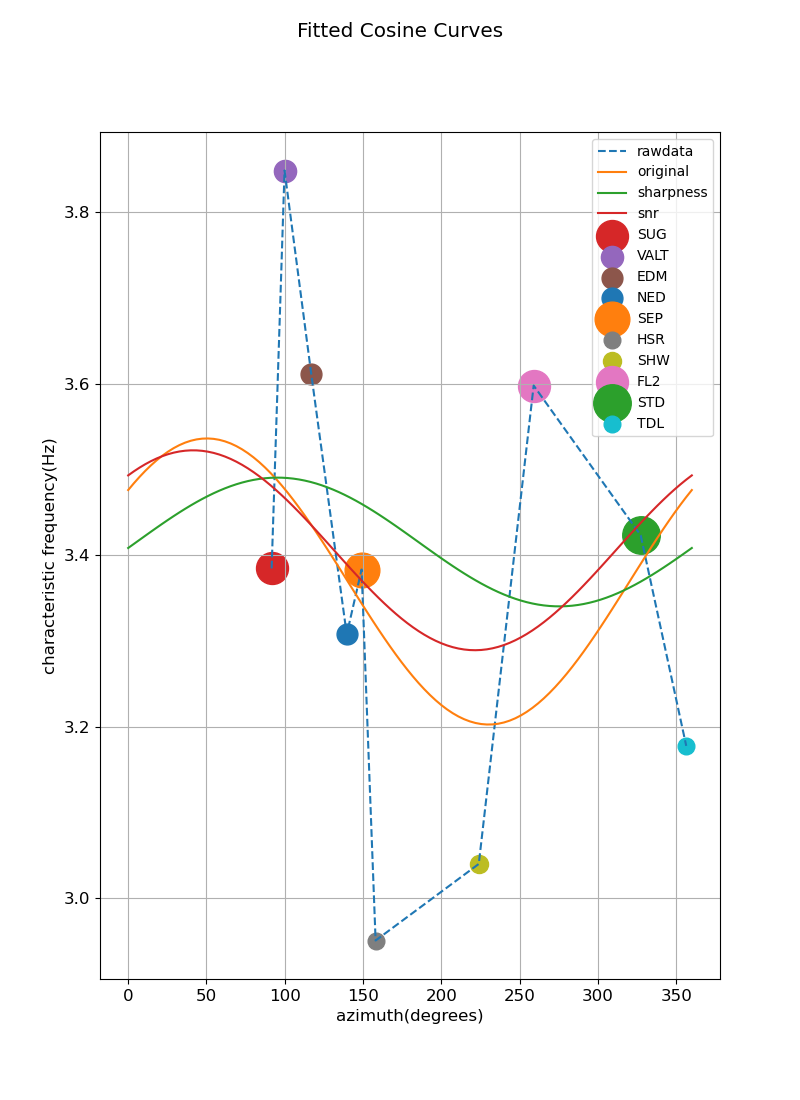 Fitted Cosine Curves
rawdata
original
sharpness
snr
SUG
VALT
EDM
NED
SEP
HSR
SHW
FL2
STD
TDL
3.8
3.6
3.4
3.2
3.0
characteristic frequency(Hz)
0 50 100 150 200 250 300 350
azimuth(degrees)